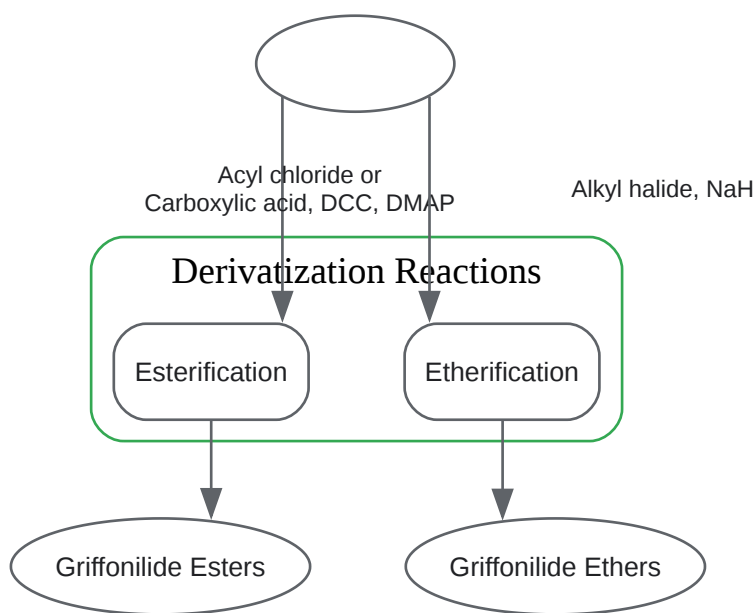 Acyl chloride or
Carboxylic acid, DCC, DMAP
Alkyl halide, NaH
Derivatization Reactions
Esterification
Etherification
Griffonilide Esters
Griffonilide Ethers